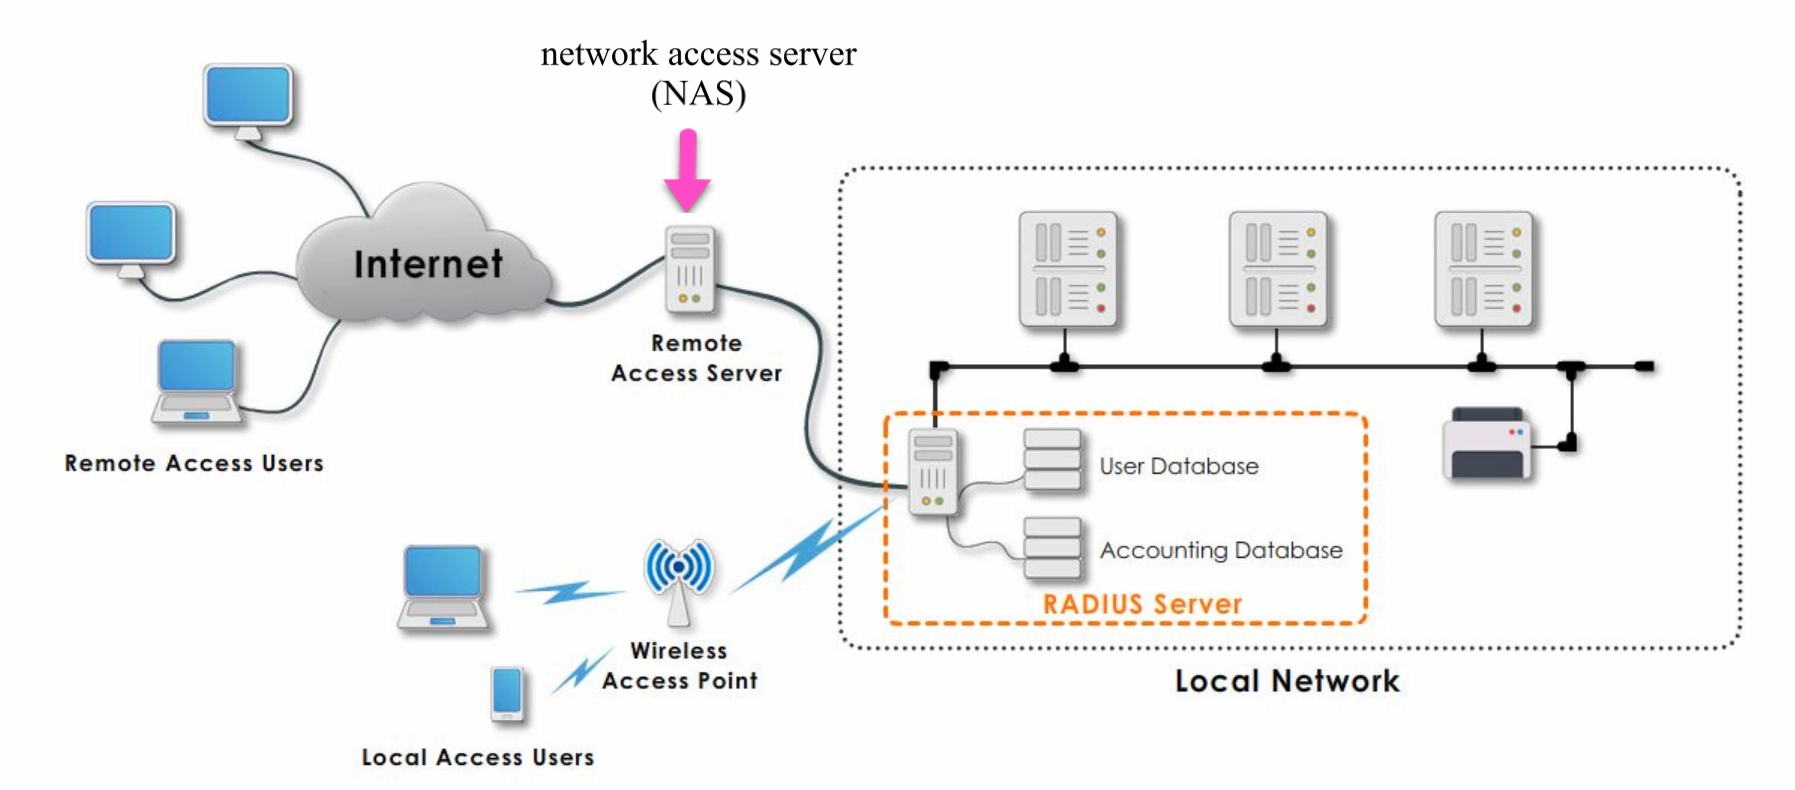 network access server
(NAS)
Internet
Remote
Access Server
Remote Access Users
User Database
Accounting Database
RADIUS Server
Wireless
Access Point
Local Network
Local Access Users